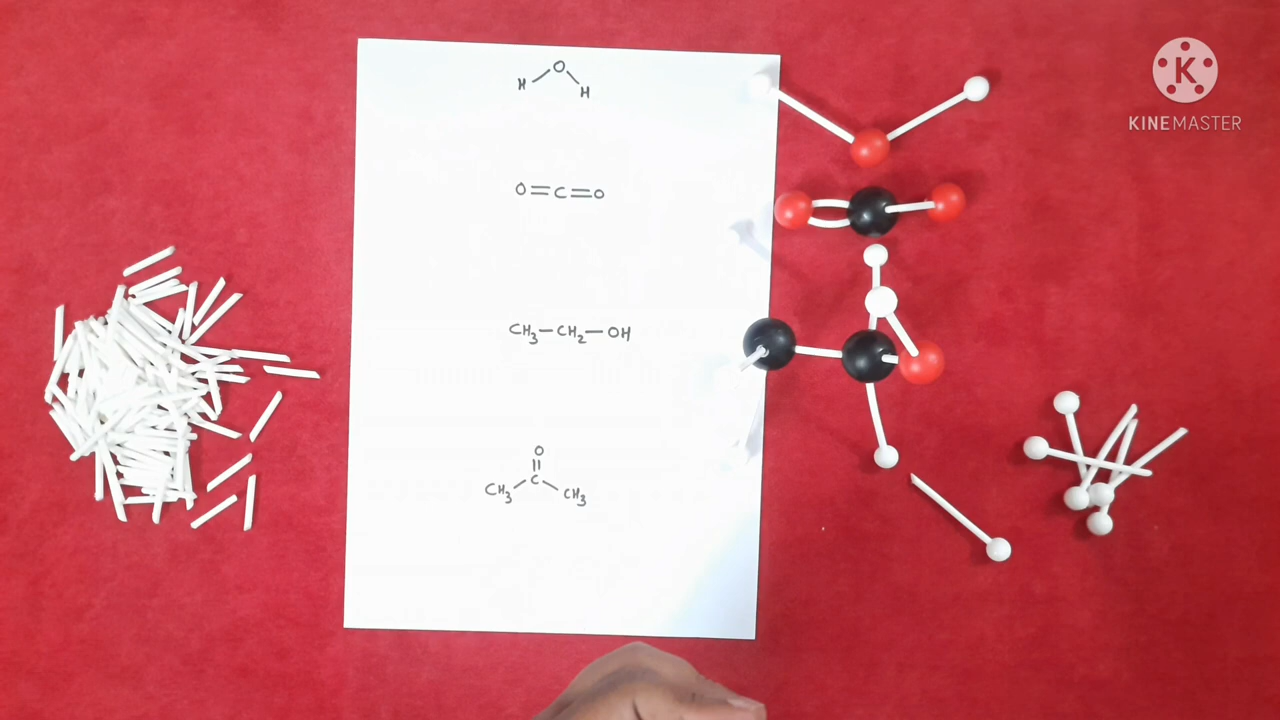 O
H H
O=C=O
CH₃-CH₂-OH
O
||
C
CH₃ CH₃
K
KINEMASTER